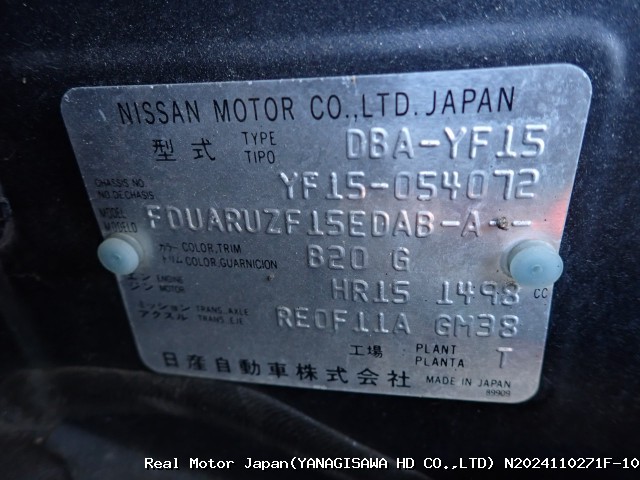 NISSAN MOTOR CO.,LTD. JAPAN
型式 TYPE TIPO DBA-YF15
CHASSIS NO. NO.DE CHASIS YF15-054072
MODEL MODELO FDUARUZF15EDAB-A--
カラー COLOR,TRIM
トリム COLOR,GUARNICION B20 G
エン ENGINE
ジン MOTOR HR15 1498 CC
ミッション TRANS. AXLE
アクスル TRANS. EJE RE0F11A GM38
工場 PLANT PLANTA T
日産自動車株式会社 MADE IN JAPAN
89909
Real Motor Japan(YANAGISAWA HD CO.,LTD) N2024110271F-10